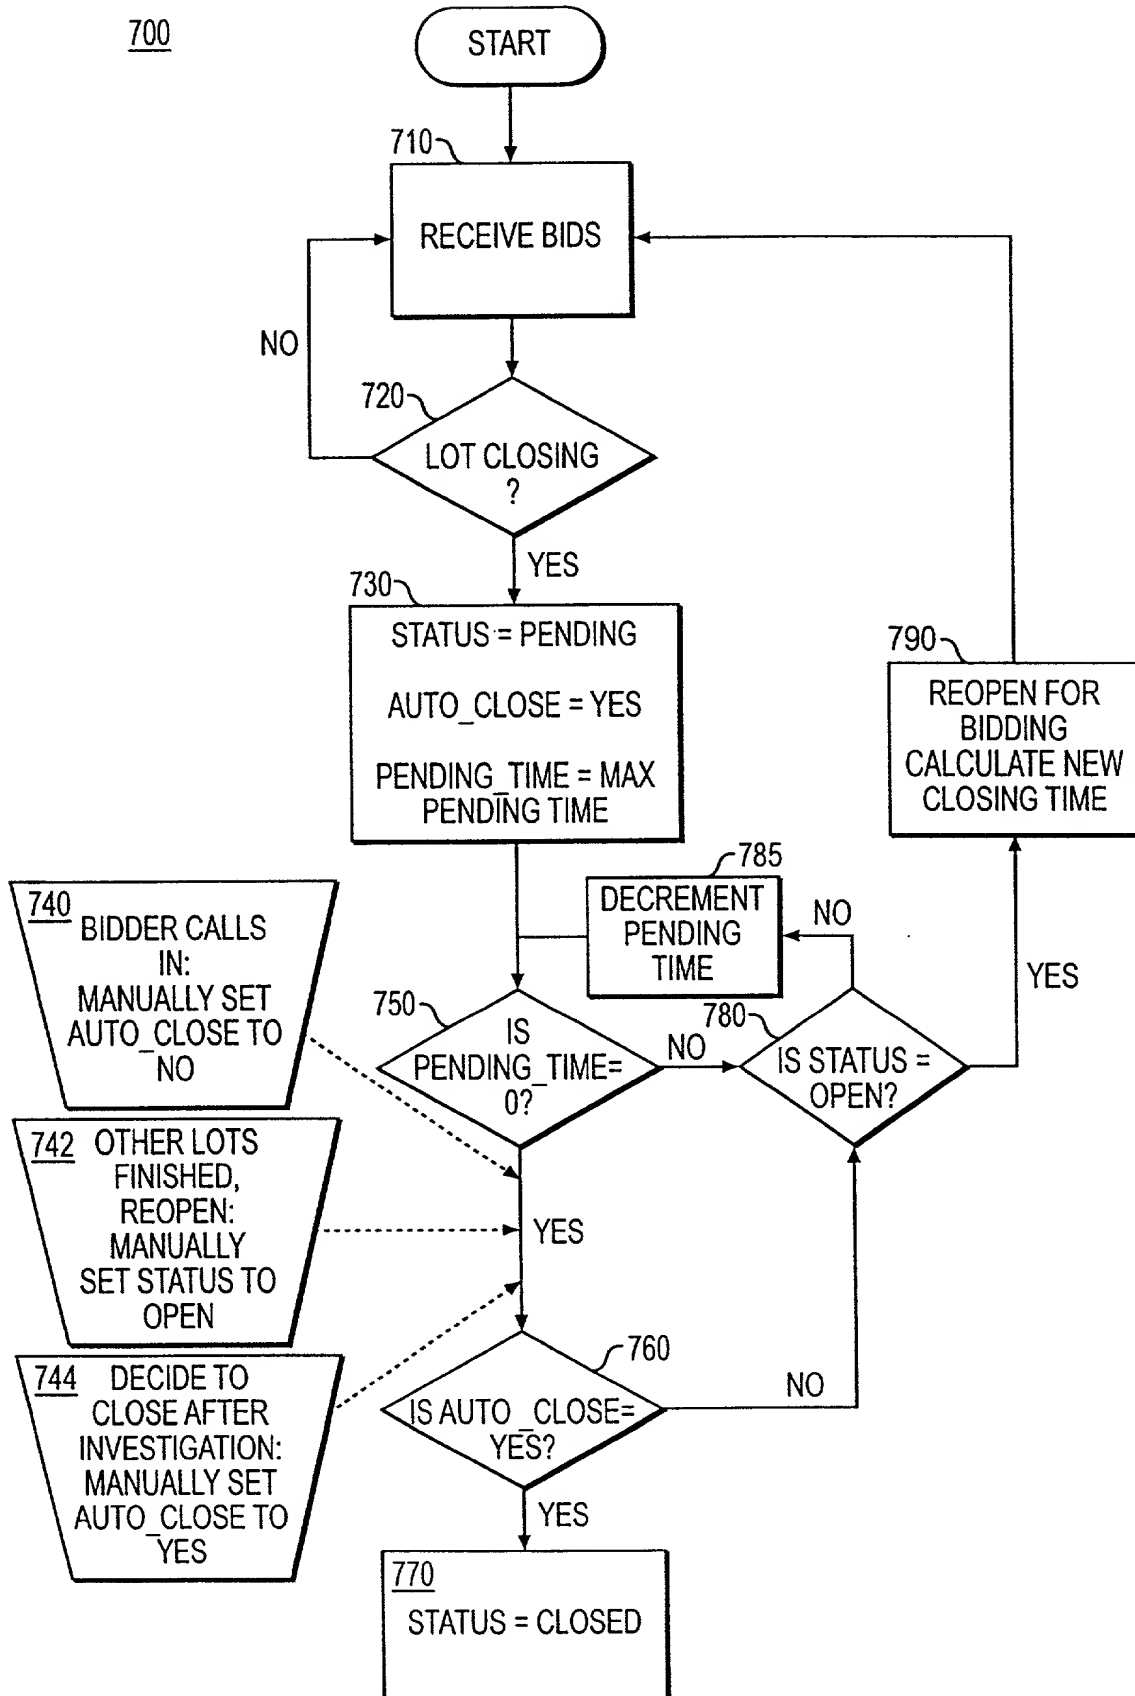 700
START
710
RECEIVE BIDS
NO
720
LOT CLOSING
?
YES
730
STATUS = PENDING
AUTO_CLOSE = YES
PENDING_TIME = MAX
PENDING TIME
790
REOPEN FOR
BIDDING
CALCULATE NEW
CLOSING TIME
785
DECREMENT
PENDING
TIME
NO
YES
740
BIDDER CALLS
IN:
MANUALLY SET
AUTO_CLOSE TO
NO
750
IS
PENDING_TIME=
0?
NO
780
IS STATUS =
OPEN?
742 OTHER LOTS
FINISHED,
REOPEN:
MANUALLY
SET STATUS TO
OPEN
YES
744 DECIDE TO
CLOSE AFTER
INVESTIGATION:
MANUALLY SET
AUTO_CLOSE TO
YES
760
IS AUTO_CLOSE=
YES?
NO
YES
770
STATUS = CLOSED